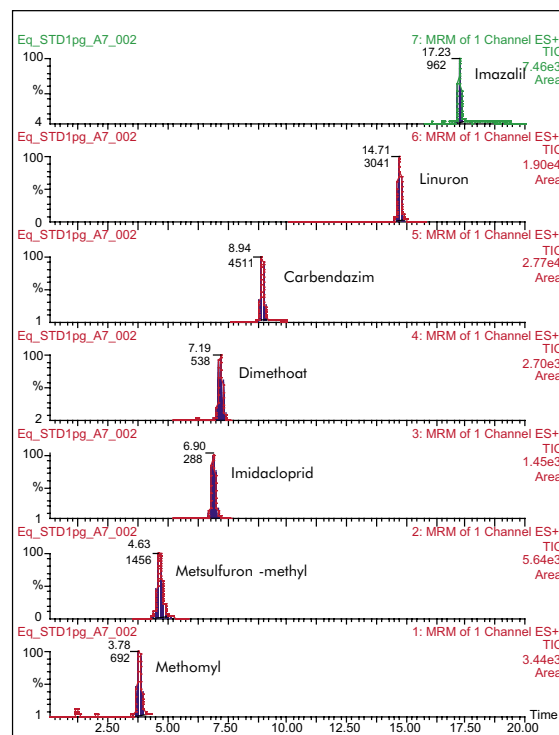 Eq_STD1pg_A7_002 7: MRM of 1 Channel ES+
TIC
7.46e3
Area
17.23
962
Imazalil
100
%
4
Eq_STD1pg_A7_002 6: MRM of 1 Channel ES+
TIC
1.90e4
Area
14.71
3041
Linuron
100
%
0
Eq_STD1pg_A7_002 5: MRM of 1 Channel ES+
TIC
2.77e4
Area
8.94
4511
Carbendazim
100
%
1
Eq_STD1pg_A7_002 4: MRM of 1 Channel ES+
TIC
2.70e3
Area
7.19
538
Dimethoat
100
%
2
Eq_STD1pg_A7_002 3: MRM of 1 Channel ES+
TIC
1.45e3
Area
6.90
288
Imidacloprid
100
%
1
Eq_STD1pg_A7_002 2: MRM of 1 Channel ES+
TIC
5.64e3
Area
4.63
1456
Metsulfuron -methyl
100
%
0
Eq_STD1pg_A7_002 1: MRM of 1 Channel ES+
TIC
3.44e3
Area
3.78
692
Methomyl
100
%
1
2.50 5.00 7.50 10.00 12.50 15.00 17.50 20.00 Time